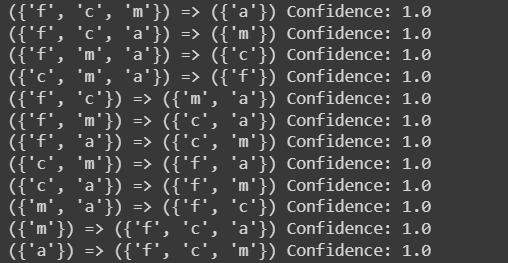 ({'f', 'c', 'm'}) => ({'a'}) Confidence: 1.0
({'f', 'c', 'a'}) => ({'m'}) Confidence: 1.0
({'f', 'm', 'a'}) => ({'c'}) Confidence: 1.0
({'c', 'm', 'a'}) => ({'f'}) Confidence: 1.0
({'f', 'c'}) => ({'m', 'a'}) Confidence: 1.0
({'f', 'm'}) => ({'c', 'a'}) Confidence: 1.0
({'f', 'a'}) => ({'c', 'm'}) Confidence: 1.0
({'c', 'm'}) => ({'f', 'a'}) Confidence: 1.0
({'c', 'a'}) => ({'f', 'm'}) Confidence: 1.0
({'m', 'a'}) => ({'f', 'c'}) Confidence: 1.0
({'m'}) => ({'f', 'c', 'a'}) Confidence: 1.0
({'a'}) => ({'f', 'c', 'm'}) Confidence: 1.0